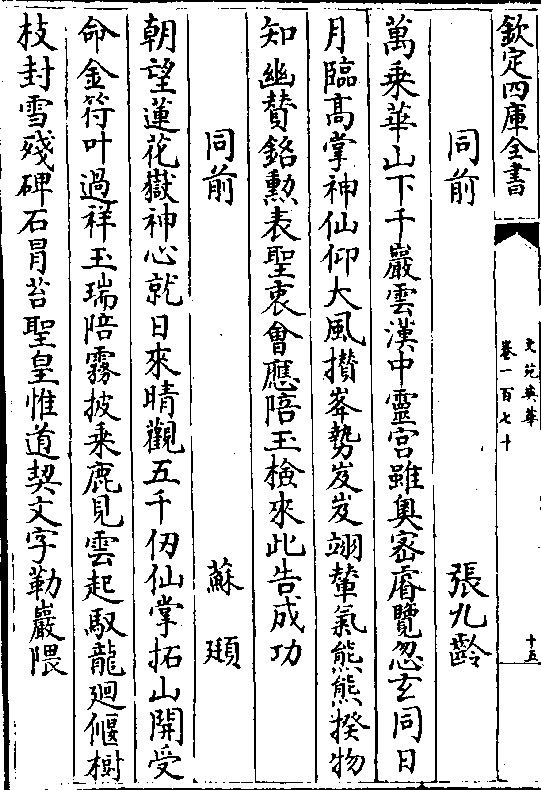 欽定四庫全書
文苑英華
卷一百七十
十五
同前 張九齡
萬乘華山下千巖雲漢中靈宫雖奥宻睿覽忽玄同日
月臨高掌神仙仰大風攅峯勢岌岌翊輦氣熊熊揆物
知幽賛銘勲表聖衷㑹應陪玉檢來此告成功
同前 蘇頲
朝望蓮花嶽神心就日來晴觀五千仞仙掌拓山開受
命金符叶過祥玉瑞陪霧披乘鹿見雲起馭龍廻偃樹
枝封雪殘碑石冐苔聖皇惟道契文字勒巖隈